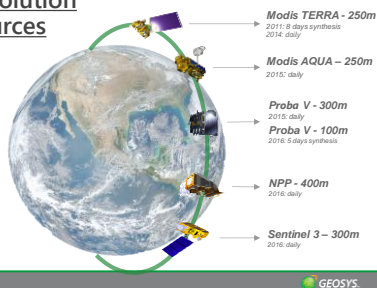 olution
urces
Modis TERRA - 250m
2011: 8 days synthesis
2014: daily
Modis AQUA – 250m
2015: daily
Proba V - 300m
2015: daily
Proba V - 100m
2016: 5 days synthesis
NPP - 400m
2016: daily
Sentinel 3 – 300m
2016: daily
GEOSYS.